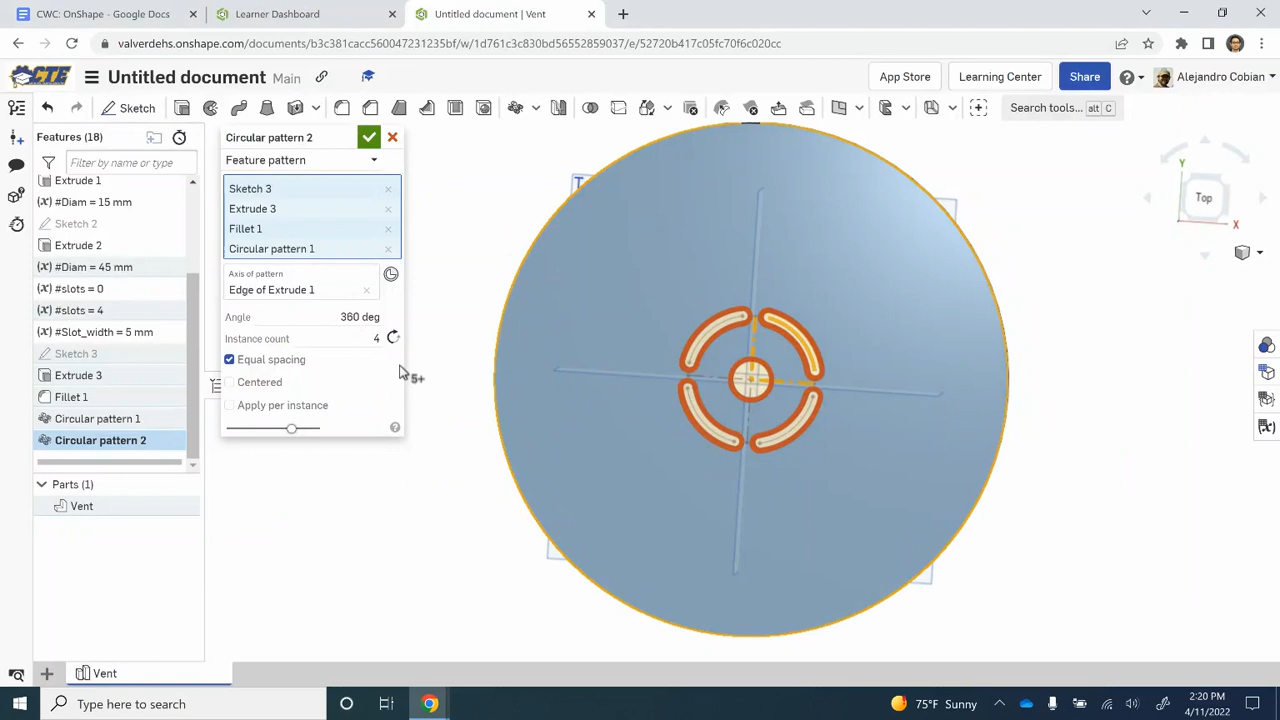 CWC: OnShape - Google Docs
Learner Dashboard
Untitled document | Vent
cad.onshape.com/documents/b3c381cacc560047231235bf/w/1d761c3c830bd56552859037/e/52720b417c05fc70f6c020cc
CTE
Untitled document Main
App Store
Learning Center
Share
Alejandro Cobian
Sketch
Search tools... alt C
Features (18)
Filter by name or type
Extrude 1
(x) #Diam = 15 mm
Sketch 2
Extrude 2
(x) #Diam = 45 mm
(x) #slots = 0
(x) #slots = 4
(x) #Slot_width = 5 mm
Sketch 3
Extrude 3
Fillet 1
Circular pattern 1
Circular pattern 2
Parts (1)
Vent
Circular pattern 2
Feature pattern
Sketch 3
Extrude 3
Fillet 1
Circular pattern 1
Axis of pattern
Edge of Extrude 1
Angle 360 deg
Instance count 4
Equal spacing
Centered
Apply per instance
5+
T
Y
Top
X
(x)
Vent
Type here to search
75°F Sunny
2:20 PM
4/11/2022